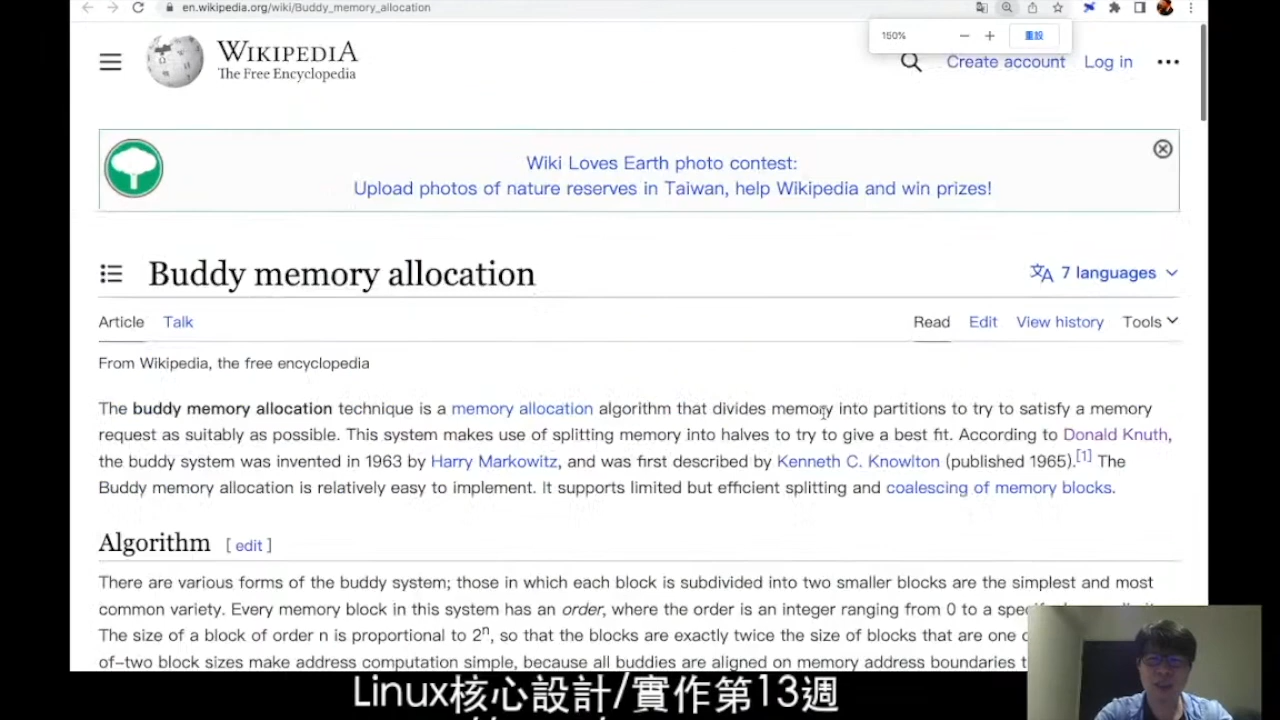 en.wikipedia.org/wiki/Buddy_memory_allocation
150%
重設
WIKIPEDIA
The Free Encyclopedia
Create account
Log in
Wiki Loves Earth photo contest:
Upload photos of nature reserves in Taiwan, help Wikipedia and win prizes!
Buddy memory allocation
7 languages
Article Talk
Read Edit View history Tools
From Wikipedia, the free encyclopedia
The buddy memory allocation technique is a memory allocation algorithm that divides memory into partitions to try to satisfy a memory
request as suitably as possible. This system makes use of splitting memory into halves to try to give a best fit. According to Donald Knuth,
the buddy system was invented in 1963 by Harry Markowitz, and was first described by Kenneth C. Knowlton (published 1965).[1] The
Buddy memory allocation is relatively easy to implement. It supports limited but efficient splitting and coalescing of memory blocks.
Algorithm [ edit ]
There are various forms of the buddy system; those in which each block is subdivided into two smaller blocks are the simplest and most
common variety. Every memory block in this system has an order, where the order is an integer ranging from 0 to a
The size of a block of order n is proportional to 2ⁿ, so that the blocks are exactly twice the size of blocks that are one
of-two block sizes make address computation simple, because all buddies are aligned on memory address boundaries
Linux核心設計/實作第13週